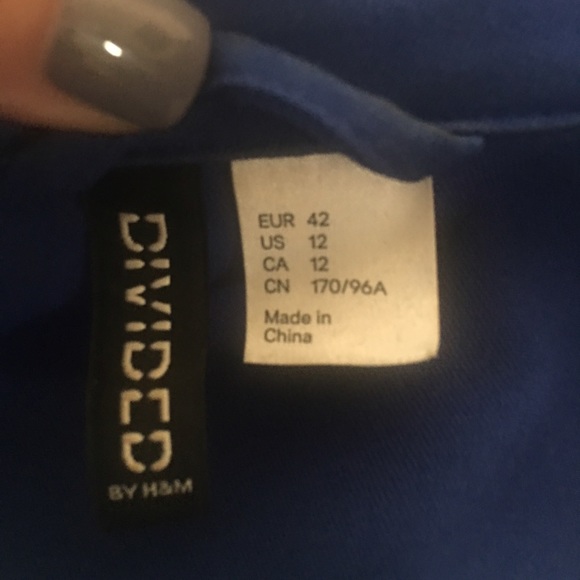 DIVIDED
BY H&M
EUR 42
US 12
CA 12
CN 170/96A
Made in
China